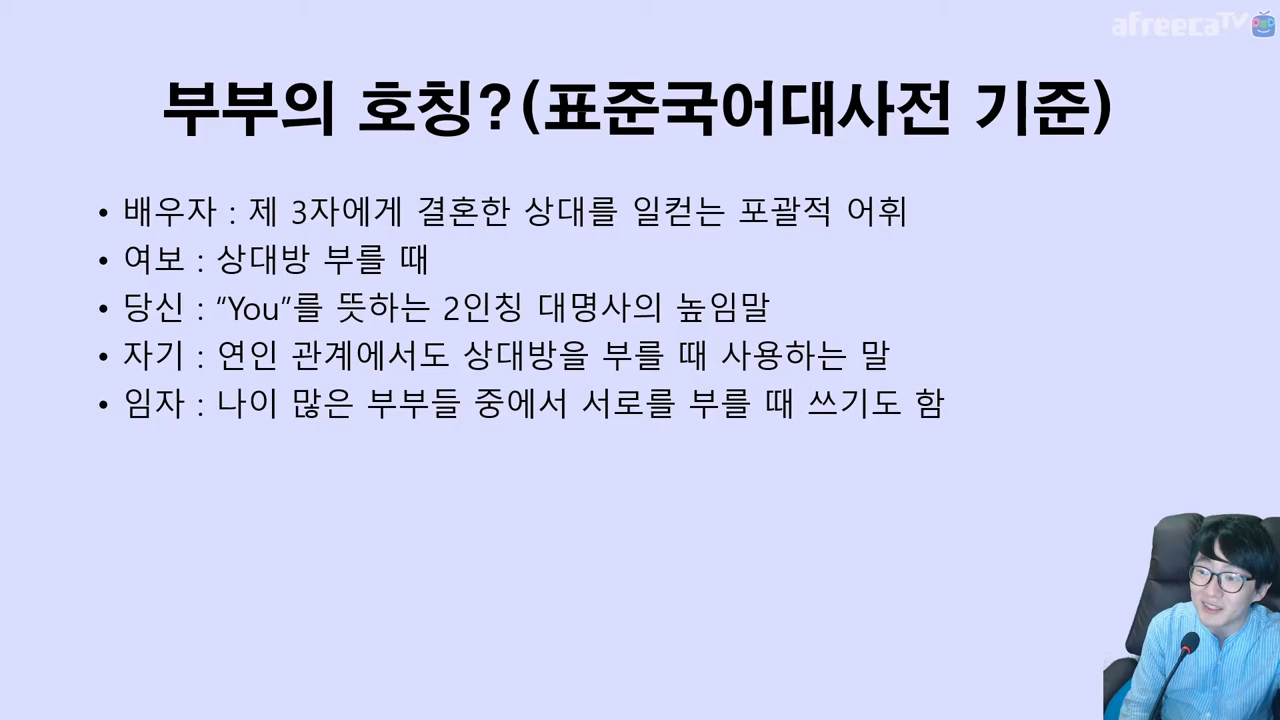 afreecaTV
부부의 호칭?(표준국어대사전 기준)
• 배우자 : 제 3자에게 결혼한 상대를 일컫는 포괄적 어휘
• 여보 : 상대방 부를 때
• 당신 : “You”를 뜻하는 2인칭 대명사의 높임말
• 자기 : 연인 관계에서도 상대방을 부를 때 사용하는 말
• 임자 : 나이 많은 부부들 중에서 서로를 부를 때 쓰기도 함